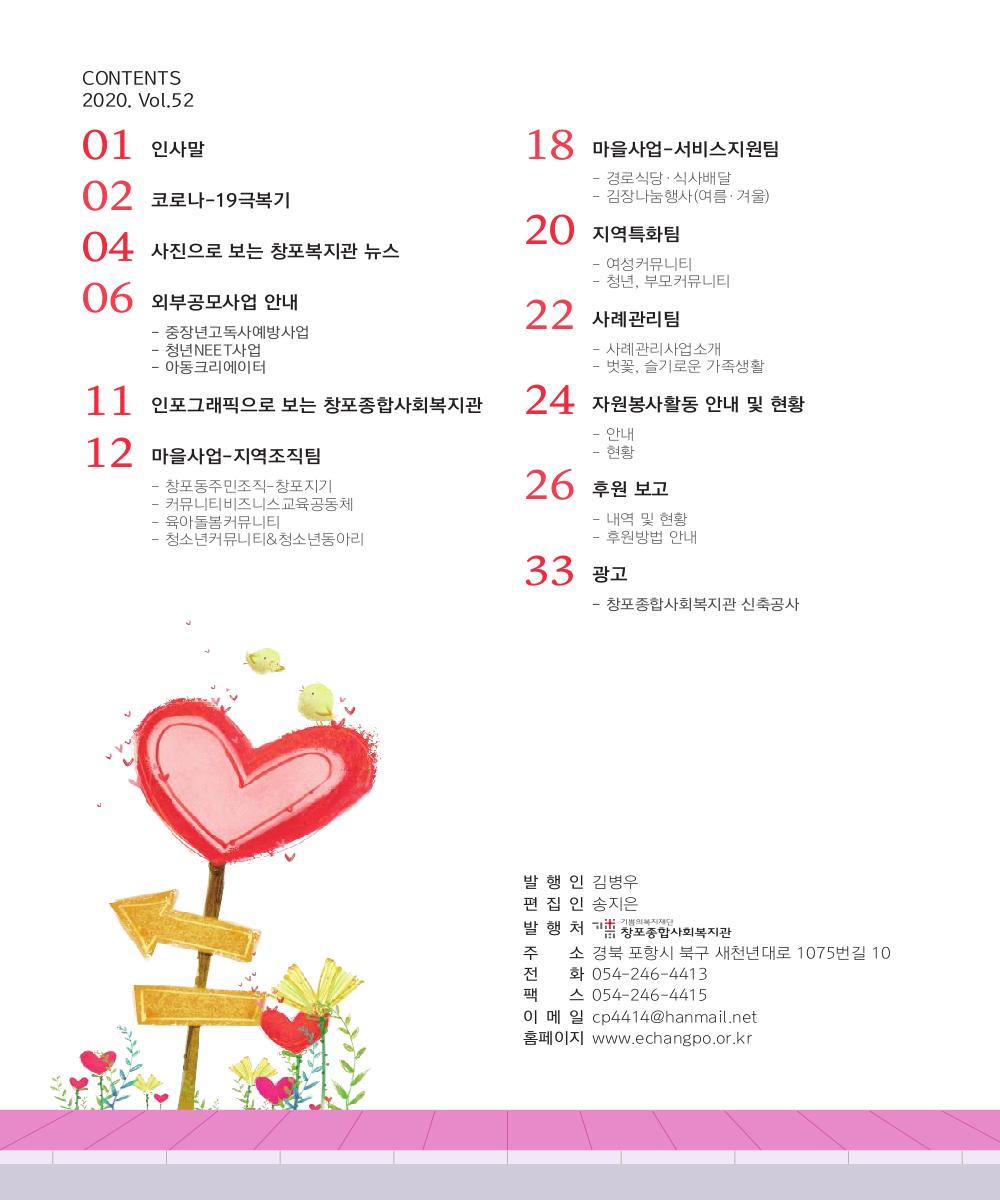 CONTENTS
2020. Vol.52
01 인사말
02 코로나-19극복기
04 사진으로 보는 창포복지관 뉴스
06 외부공모사업 안내
- 중장년고독사예방사업
- 청년NEET사업
- 아동크리에이터
11 인포그래픽으로 보는 창포종합사회복지관
12 마을사업-지역조직팀
- 창포동주민조직-창포지기
- 커뮤니티비즈니스교육공동체
- 육아돌봄커뮤니티
- 청소년커뮤니티&청소년동아리
18 마을사업-서비스지원팀
- 경로식당·식사배달
- 김장나눔행사(여름·겨울)
20 지역특화팀
- 여성커뮤니티
- 청년, 부모커뮤니티
22 사례관리팀
- 사례관리사업소개
- 벗꽃, 슬기로운 가족생활
24 자원봉사활동 안내 및 현황
- 안내
- 현황
26 후원 보고
- 내역 및 현황
- 후원방법 안내
33 광고
- 창포종합사회복지관 신축공사
발 행 인 김병우
편 집 인 송지은
발 행 처 기쁨의복지재단 창포종합사회복지관
주 소 경북 포항시 북구 새천년대로 1075번길 10
전 화 054-246-4413
팩 스 054-246-4415
이 메 일 cp4414@hanmail.net
홈페이지 www.echangpo.or.kr